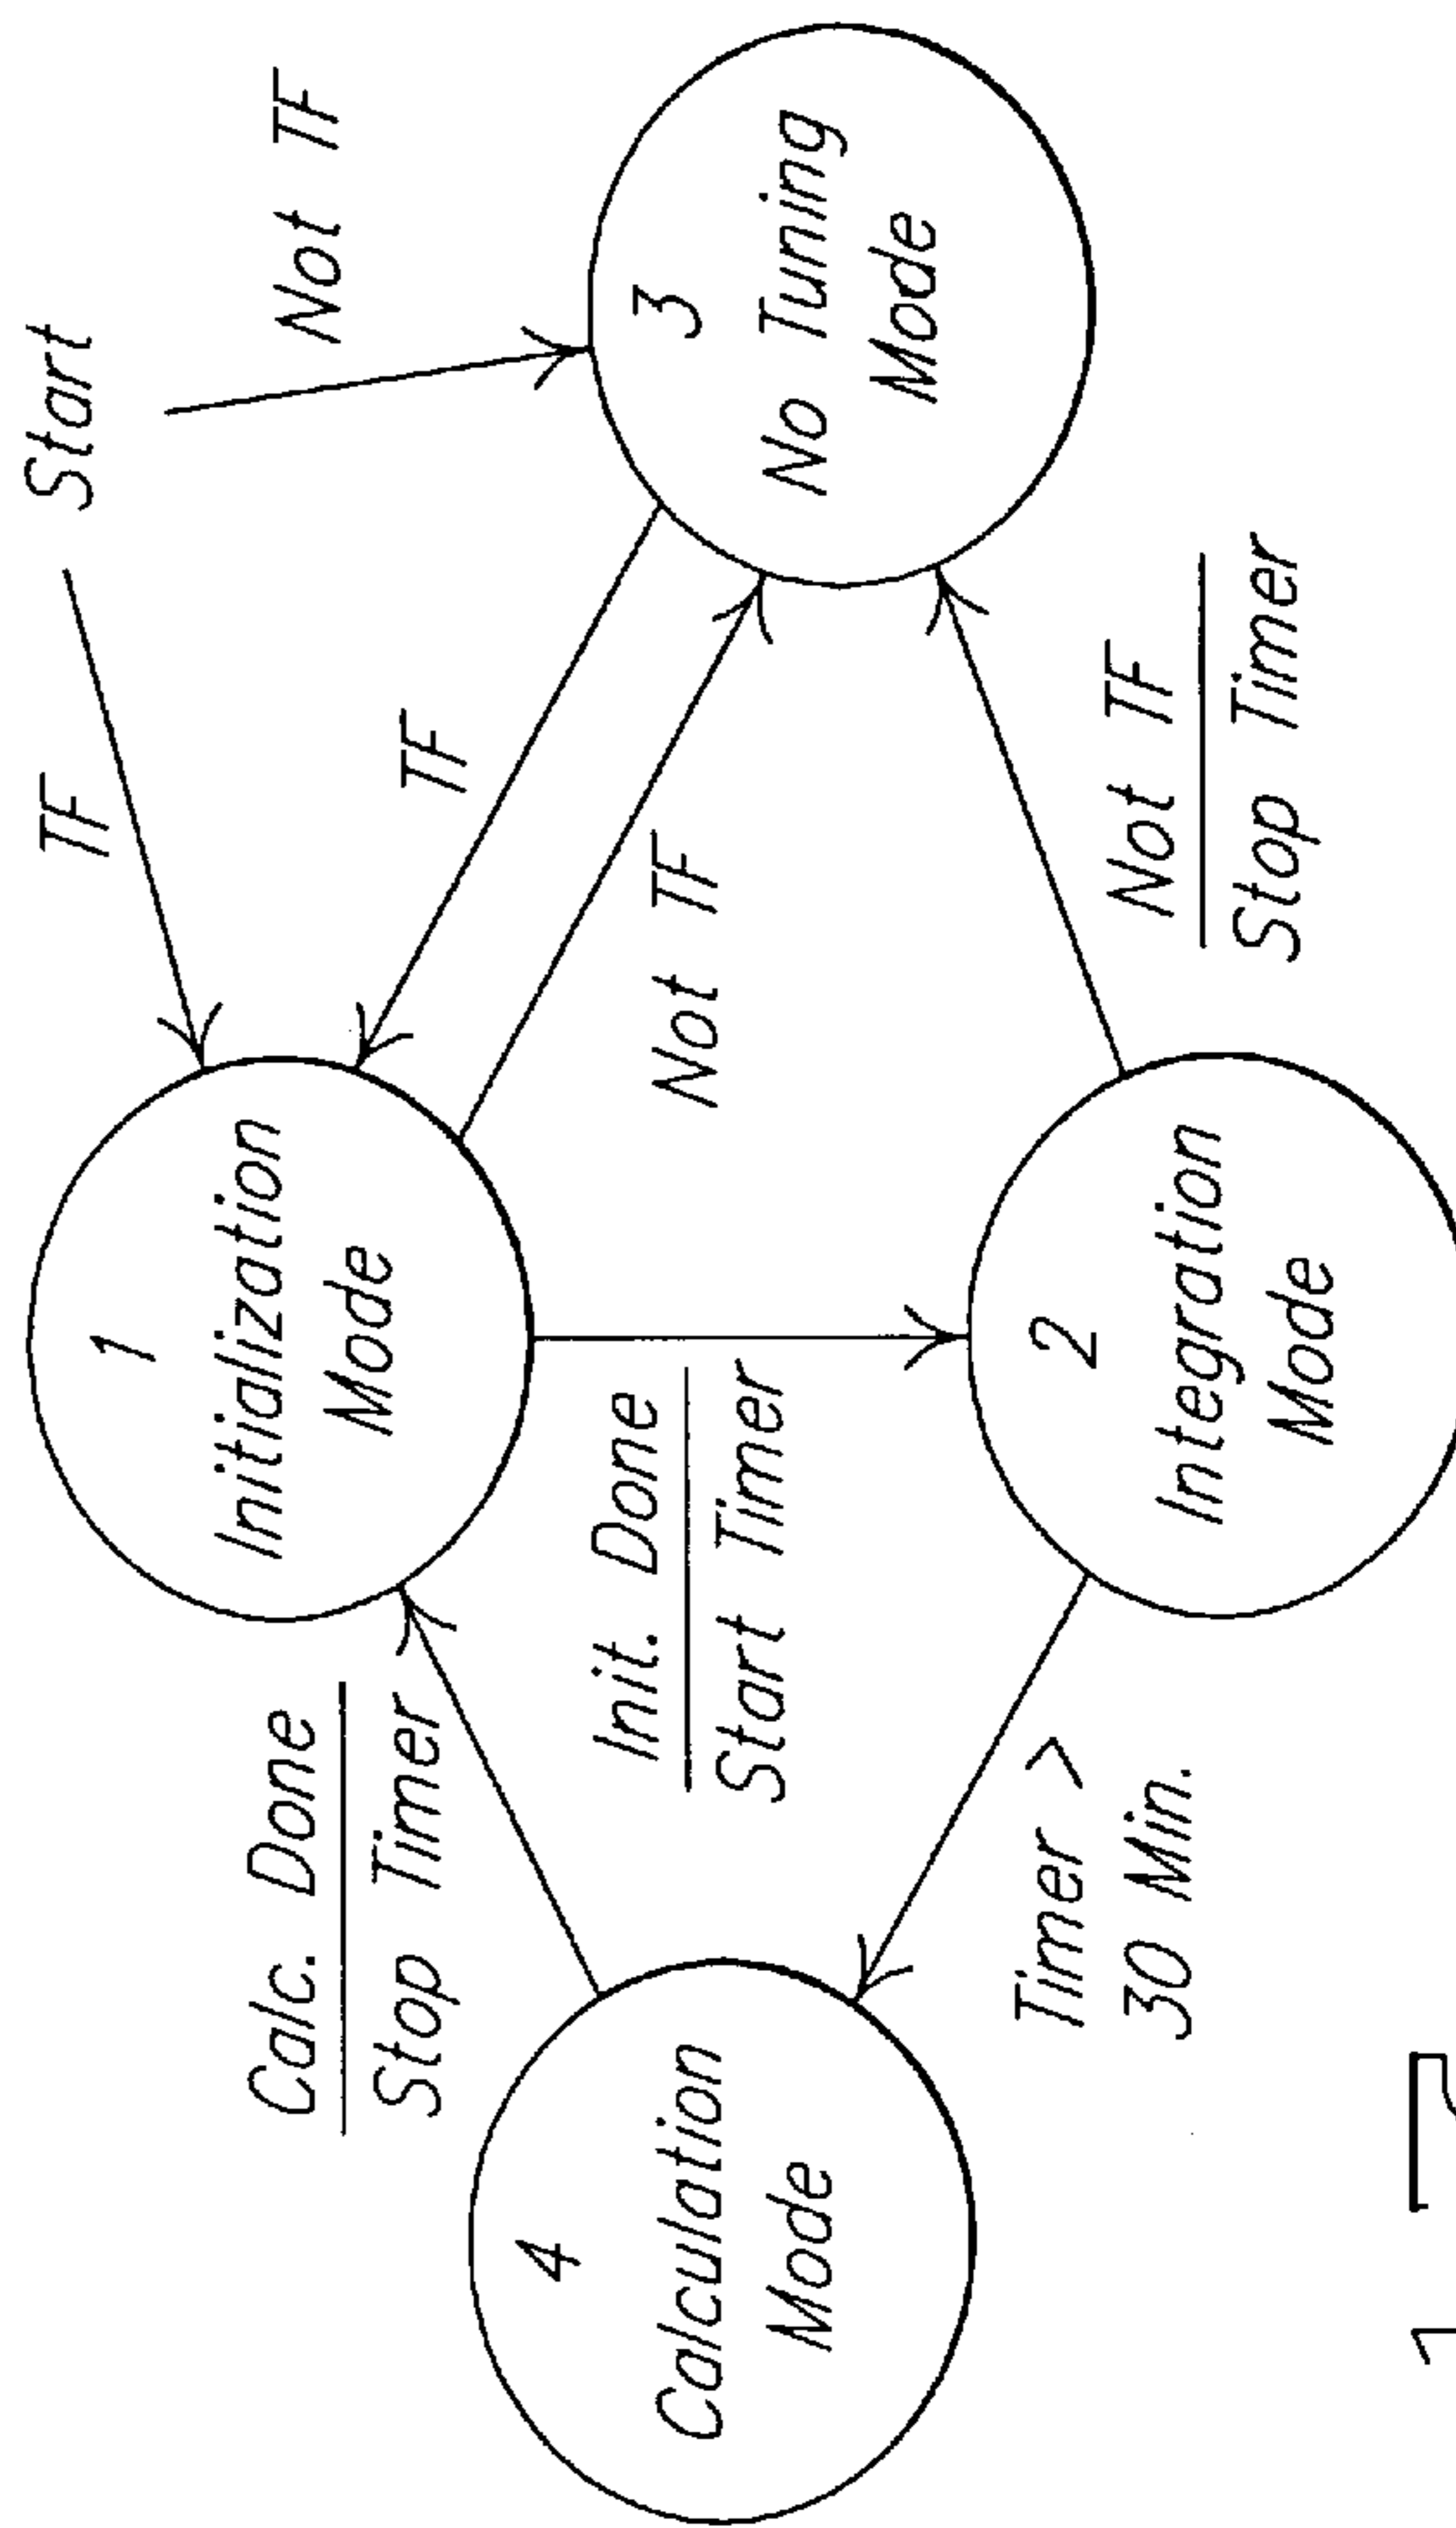 Start
TF
Not TF
1
Initialization
Mode
TF
Not TF
3
No Tuning
Mode
Calc. Done
Stop Timer
Init. Done
Start Timer
4
Calculation
Mode
Not TF
Stop Timer
2
Integration
Mode
Timer >
30 Min.